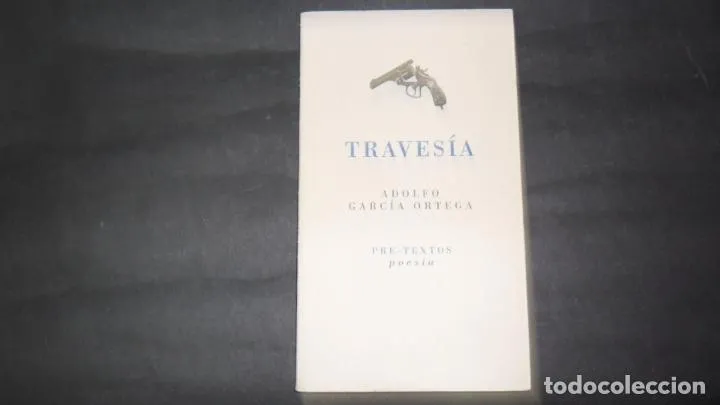 TRAVESÍA
ADOLFO
GARCÍA ORTEGA
PRE-TEXTOS
poesía
todocoleccion